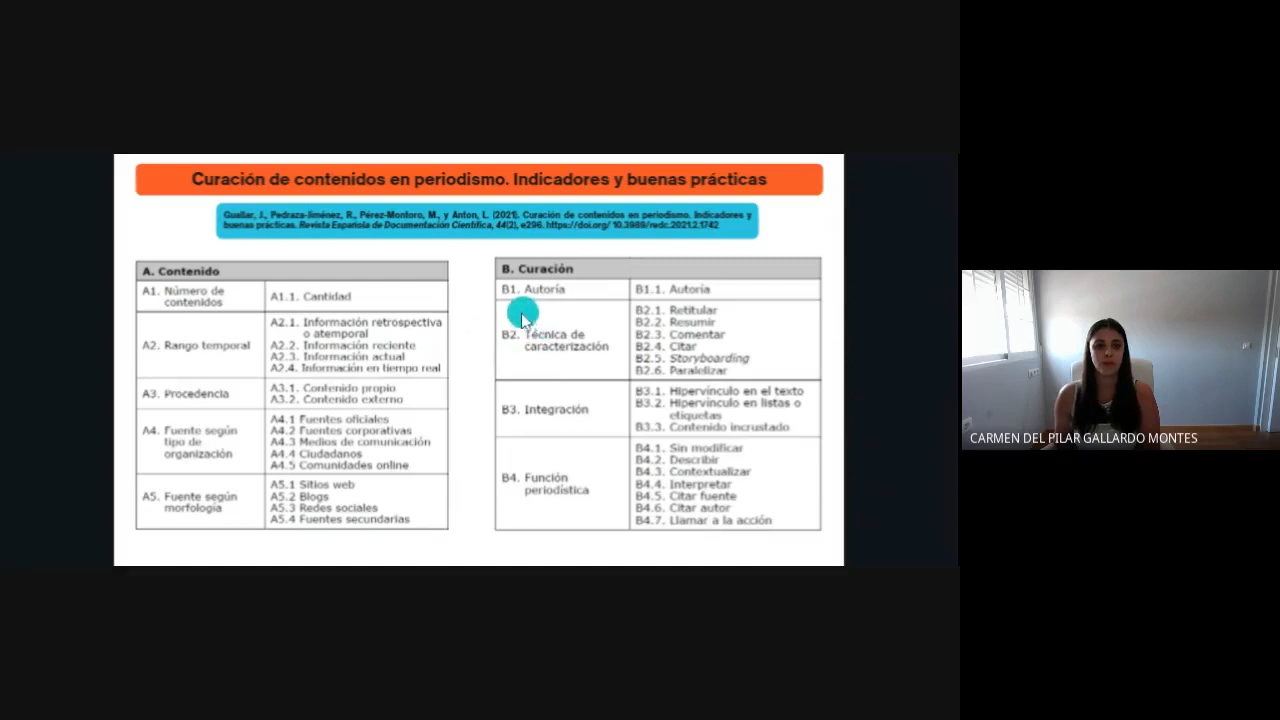 Curación de contenidos en periodismo. Indicadores y buenas prácticas
Guallar, J., Pedraza-Jiménez, R., Pérez-Montoro, M., y Anton, L. (2021). Curación de contenidos en periodismo. Indicadores y
buenas prácticas. Revista Española de Documentación Científica, 44(2), e296. https://doi.org/ 10.3989/redc.2021.2.1742
A. Contenido
A1. Número de
contenidos
A1.1. Cantidad
A2. Rango temporal
A2.1. Información retrospectiva
o atemporal
A2.2. Información reciente
A2.3. Información actual
A2.4. Información en tiempo real
A3. Procedencia
A3.1. Contenido propio
A3.2. Contenido externo
A4. Fuente según
tipo de
organización
A4.1 Fuentes oficiales
A4.2 Fuentes corporativas
A4.3 Medios de comunicación
A4.4 Ciudadanos
A4.5 Comunidades online
A5. Fuente según
morfología
A5.1 Sitios web
A5.2 Blogs
A5.3 Redes sociales
A5.4 Fuentes secundarias
B. Curación
B1. Autoría
B1.1. Autoría
B2. Técnica de
caracterización
B2.1. Retitular
B2.2. Resumir
B2.3. Comentar
B2.4. Citar
B2.5. Storyboarding
B2.6. Paralelizar
B3. Integración
B3.1. Hipervínculo en el texto
B3.2. Hipervínculo en listas o
etiquetas
B3.3. Contenido incrustado
B4. Función
periodística
B4.1. Sin modificar
B4.2. Describir
B4.3. Contextualizar
B4.4. Interpretar
B4.5. Citar fuente
B4.6. Citar autor
B4.7. Llamar a la acción
CARMEN DEL PILAR GALLARDO MONTES